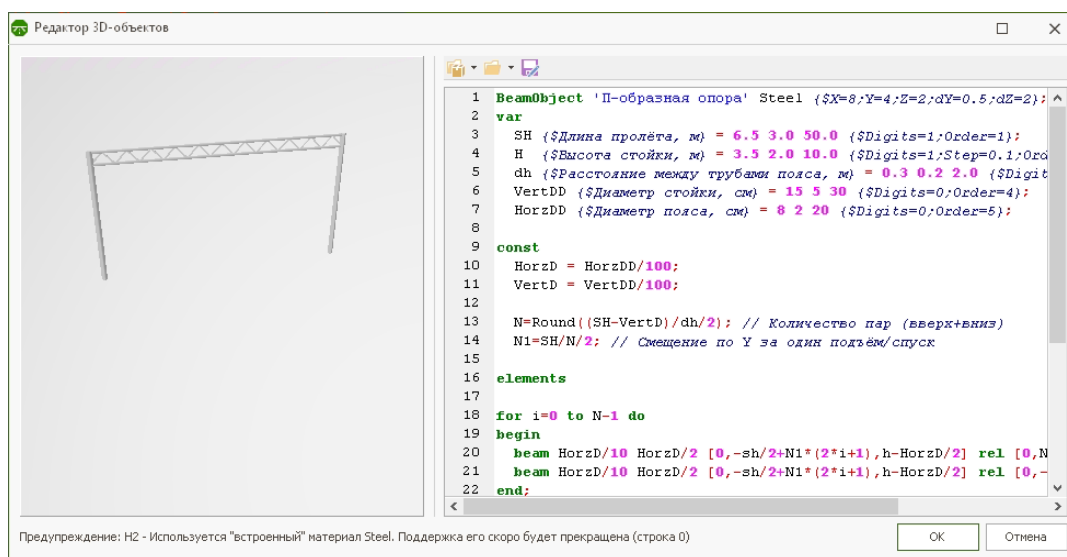 Редактор 3D-объектов
1 BeamObject 'П-образная опора' Steel {$X=8;Y=4;Z=2;dY=0.5;dZ=2};
2 var
3 SH {$Длина пролёта, м} = 6.5 3.0 50.0 {$Digits=1;Order=1};
4 H {$Высота стойки, м} = 3.5 2.0 10.0 {$Digits=1;Step=0.1;Ord
5 dh {$Расстояние между трубами пояса, м} = 0.3 0.2 2.0 {$Digit
6 VertDD {$Диаметр стойки, см} = 15 5 30 {$Digits=0;Order=4};
7 HorzDD {$Диаметр пояса, см} = 8 2 20 {$Digits=0;Order=5};
8
9 const
10 HorzD = HorzDD/100;
11 VertD = VertDD/100;
12
13 N=Round((SH-VertD)/dh/2); // Количество пар (вверх+вниз)
14 N1=SH/N/2; // Смещение по Y за один подъём/спуск
15
16 elements
17
18 for i=0 to N-1 do
19 begin
20 beam HorzD/10 HorzD/2 [0,-sh/2+N1*(2*i+1),h-HorzD/2] rel [0,N
21 beam HorzD/10 HorzD/2 [0,-sh/2+N1*(2*i+1),h-HorzD/2] rel [0,-
22 end;
Предупреждение: H2 - Используется "встроенный" материал Steel. Поддержка его скоро будет прекращена (строка 0)
ОК
Отмена